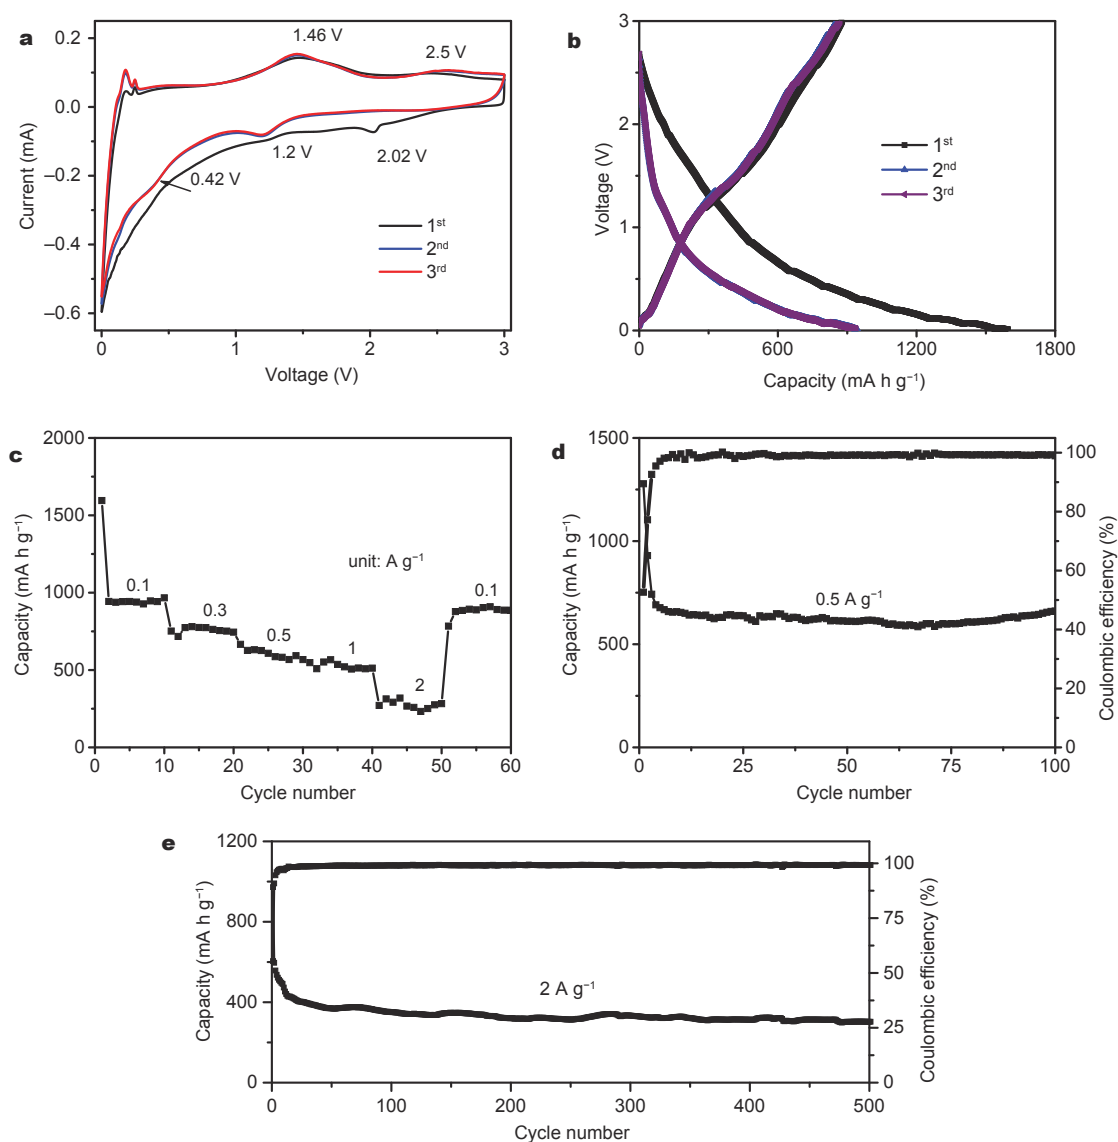 a
0.2
0.0
–0.2
–0.4
–0.6
Current (mA)
1.46 V
2.5 V
1.2 V
2.02 V
0.42 V
1st
2nd
3rd
0 1 2 3
Voltage (V)
b
3
2
1
0
Voltage (V)
1st
2nd
3rd
0 600 1200 1800
Capacity (mA h g⁻¹)
c
2000
1500
1000
500
0
Capacity (mA h g⁻¹)
unit: A g⁻¹
0.1
0.3
0.5
1
2
0.1
0 10 20 30 40 50 60
Cycle number
d
1500
1000
500
0
Capacity (mA h g⁻¹)
0.5 A g⁻¹
100
80
60
40
20
0
Coulombic efficiency (%)
0 25 50 75 100
Cycle number
e
1200
800
400
0
Capacity (mA h g⁻¹)
2 A g⁻¹
100
75
50
25
0
Coulombic efficiency (%)
0 100 200 300 400 500
Cycle number